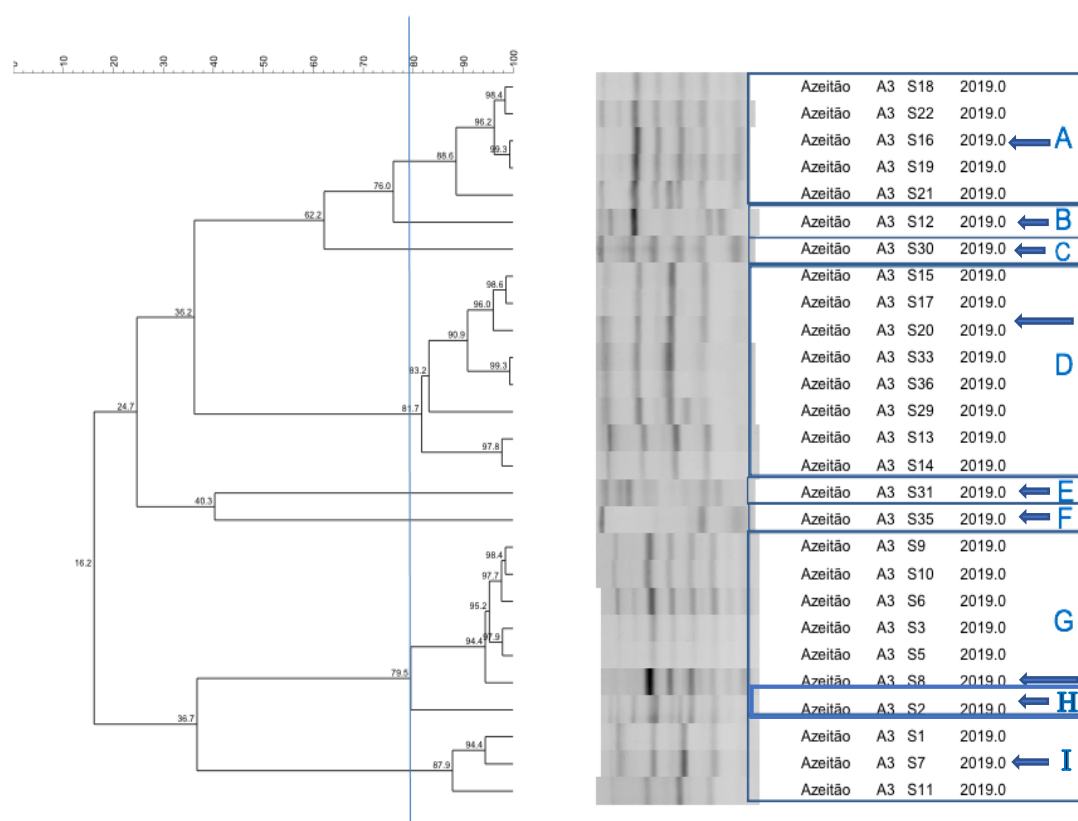 10 20 30 40 50 60 70 80 90 100
98.4
96.2
99.3
88.6
76.0
62.2
98.6
96.0
90.9
36.2
99.3
83.2
81.7
24.7
97.8
40.3
98.4
16.2
97.7
95.2
97.9
94.4
79.5
36.7
94.4
87.9
Azeitão A3 S18 2019.0
Azeitão A3 S22 2019.0
Azeitão A3 S16 2019.0 A
Azeitão A3 S19 2019.0
Azeitão A3 S21 2019.0
Azeitão A3 S12 2019.0 B
Azeitão A3 S30 2019.0 C
Azeitão A3 S15 2019.0
Azeitão A3 S17 2019.0
Azeitão A3 S20 2019.0
Azeitão A3 S33 2019.0 D
Azeitão A3 S36 2019.0
Azeitão A3 S29 2019.0
Azeitão A3 S13 2019.0
Azeitão A3 S14 2019.0
Azeitão A3 S31 2019.0 E
Azeitão A3 S35 2019.0 F
Azeitão A3 S9 2019.0
Azeitão A3 S10 2019.0
Azeitão A3 S6 2019.0 G
Azeitão A3 S3 2019.0
Azeitão A3 S5 2019.0
Azeitão A3 S8 2019.0
Azeitão A3 S2 2019.0 H
Azeitão A3 S1 2019.0
Azeitão A3 S7 2019.0 I
Azeitão A3 S11 2019.0